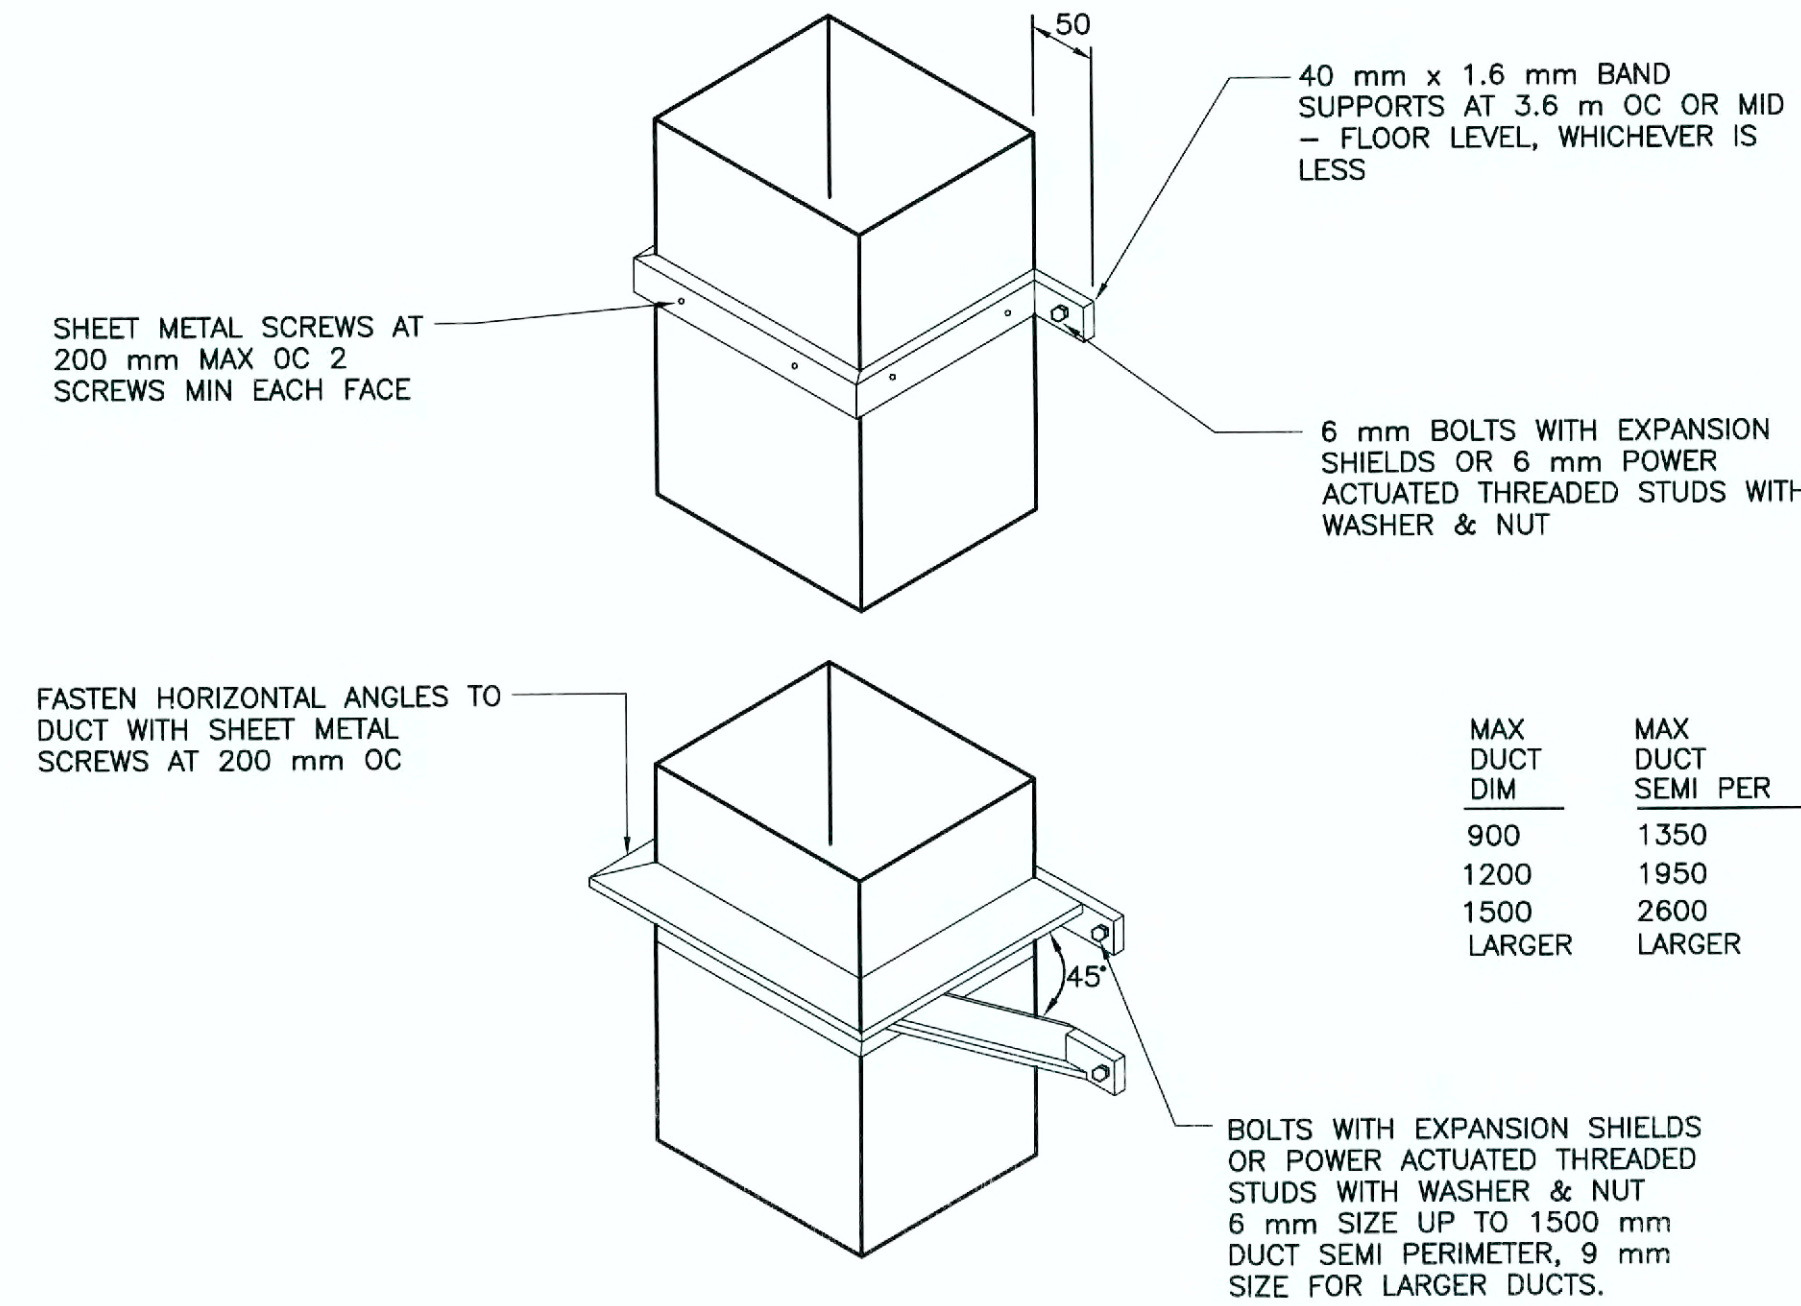 50
40 mm x 1.6 mm BAND
SUPPORTS AT 3.6 m OC OR MID
– FLOOR LEVEL, WHICHEVER IS
LESS
SHEET METAL SCREWS AT
200 mm MAX OC 2
SCREWS MIN EACH FACE
6 mm BOLTS WITH EXPANSION
SHIELDS OR 6 mm POWER
ACTUATED THREADED STUDS WITH
WASHER & NUT
FASTEN HORIZONTAL ANGLES TO
DUCT WITH SHEET METAL
SCREWS AT 200 mm OC
MAX MAX
DUCT DUCT
DIM SEMI PER
900 1350
1200 1950
1500 2600
LARGER LARGER
45°
BOLTS WITH EXPANSION SHIELDS
OR POWER ACTUATED THREADED
STUDS WITH WASHER & NUT
6 mm SIZE UP TO 1500 mm
DUCT SEMI PERIMETER, 9 mm
SIZE FOR LARGER DUCTS.